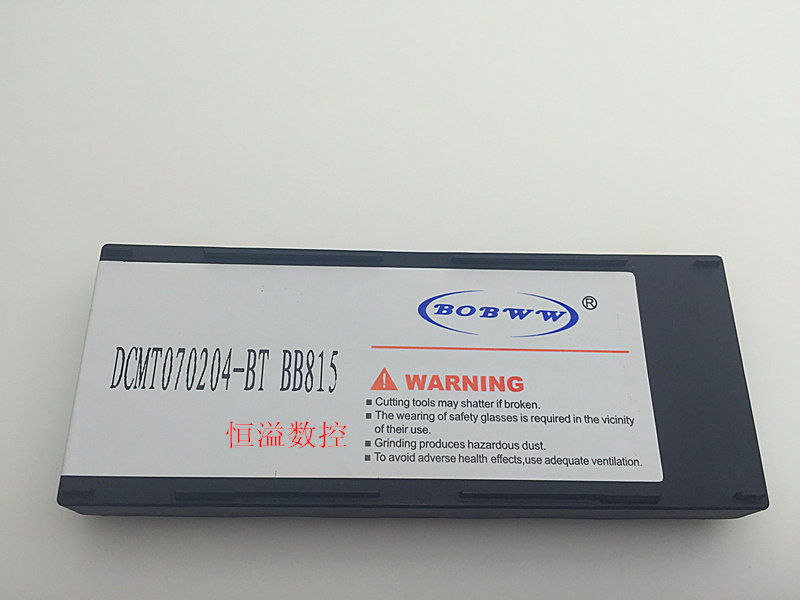 BOBWW®
DCMT070204-BT BB815
WARNING
Cutting tools may shatter if broken.
The wearing of safety glasses is required in the vicinity
of their use.
Grinding produces hazardous dust.
To avoid adverse health effects,use adequate ventilation.
恒溢数控